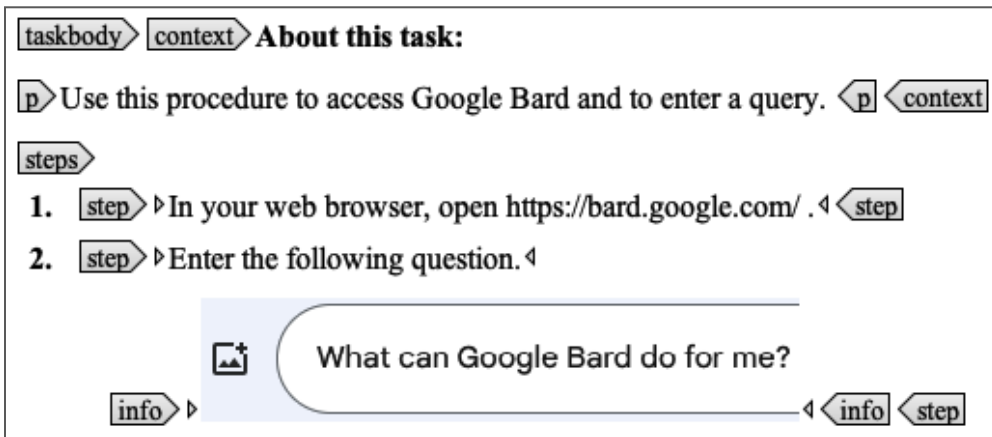 taskbody context About this task:
p Use this procedure to access Google Bard and to enter a query. p context
steps
1. step In your web browser, open https://bard.google.com/ . step
2. step Enter the following question.
What can Google Bard do for me?
info info step